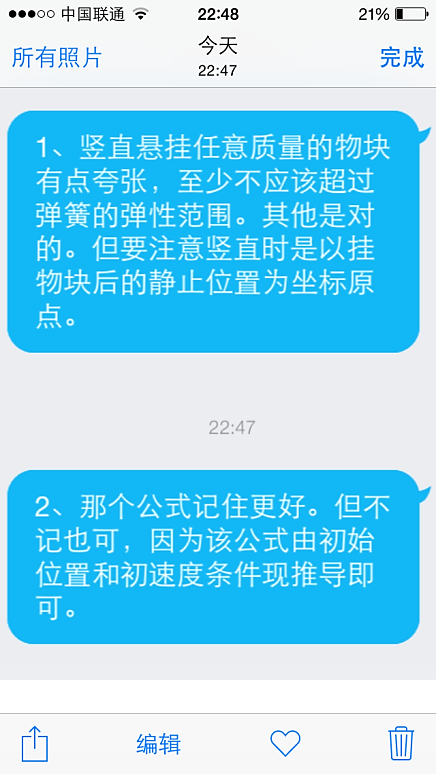 中国联通 22:48 21%
所有照片 今天 完成
22:47
1、竖直悬挂任意质量的物块
有点夸张，至少不应该超过
弹簧的弹性范围。其他是对
的。但要注意竖直时是以挂
物块后的静止位置为坐标原
点。
22:47
2、那个公式记住更好。但不
记也可，因为该公式由初始
位置和初速度条件现推导即
可。
编辑